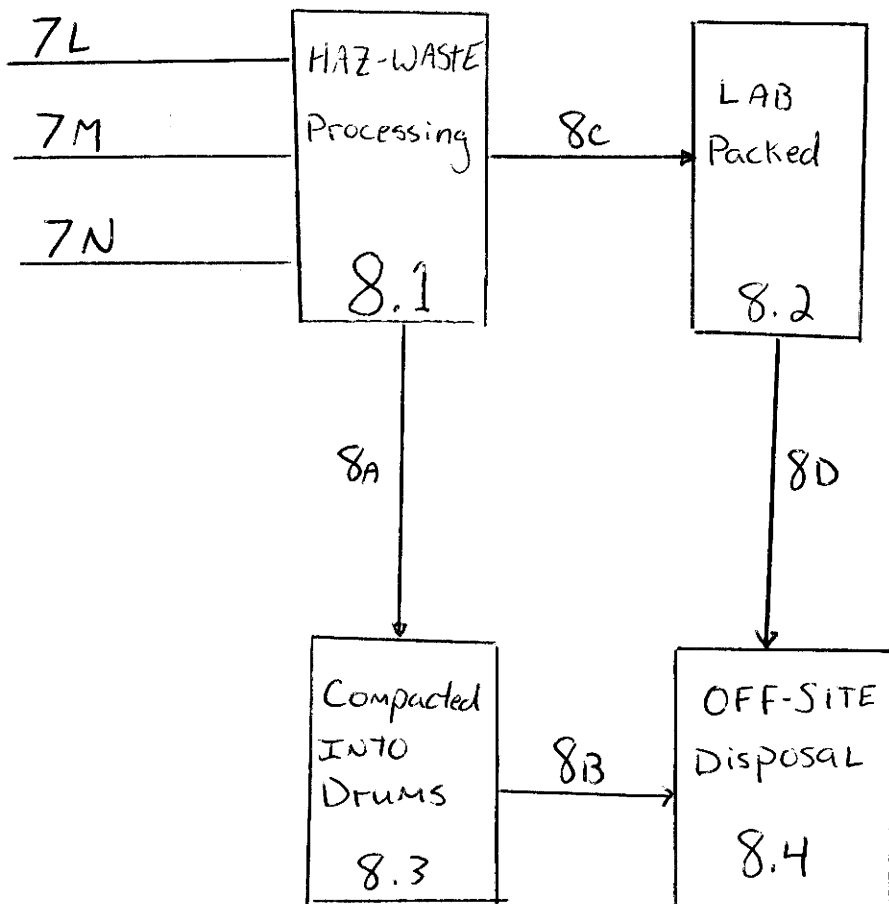 7L
7M
7N
HAZ-WASTE
Processing
8.1
8C
LAB
Packed
8.2
8A
8D
Compacted
INTO
Drums
8.3
8B
OFF-SITE
Disposal
8.4